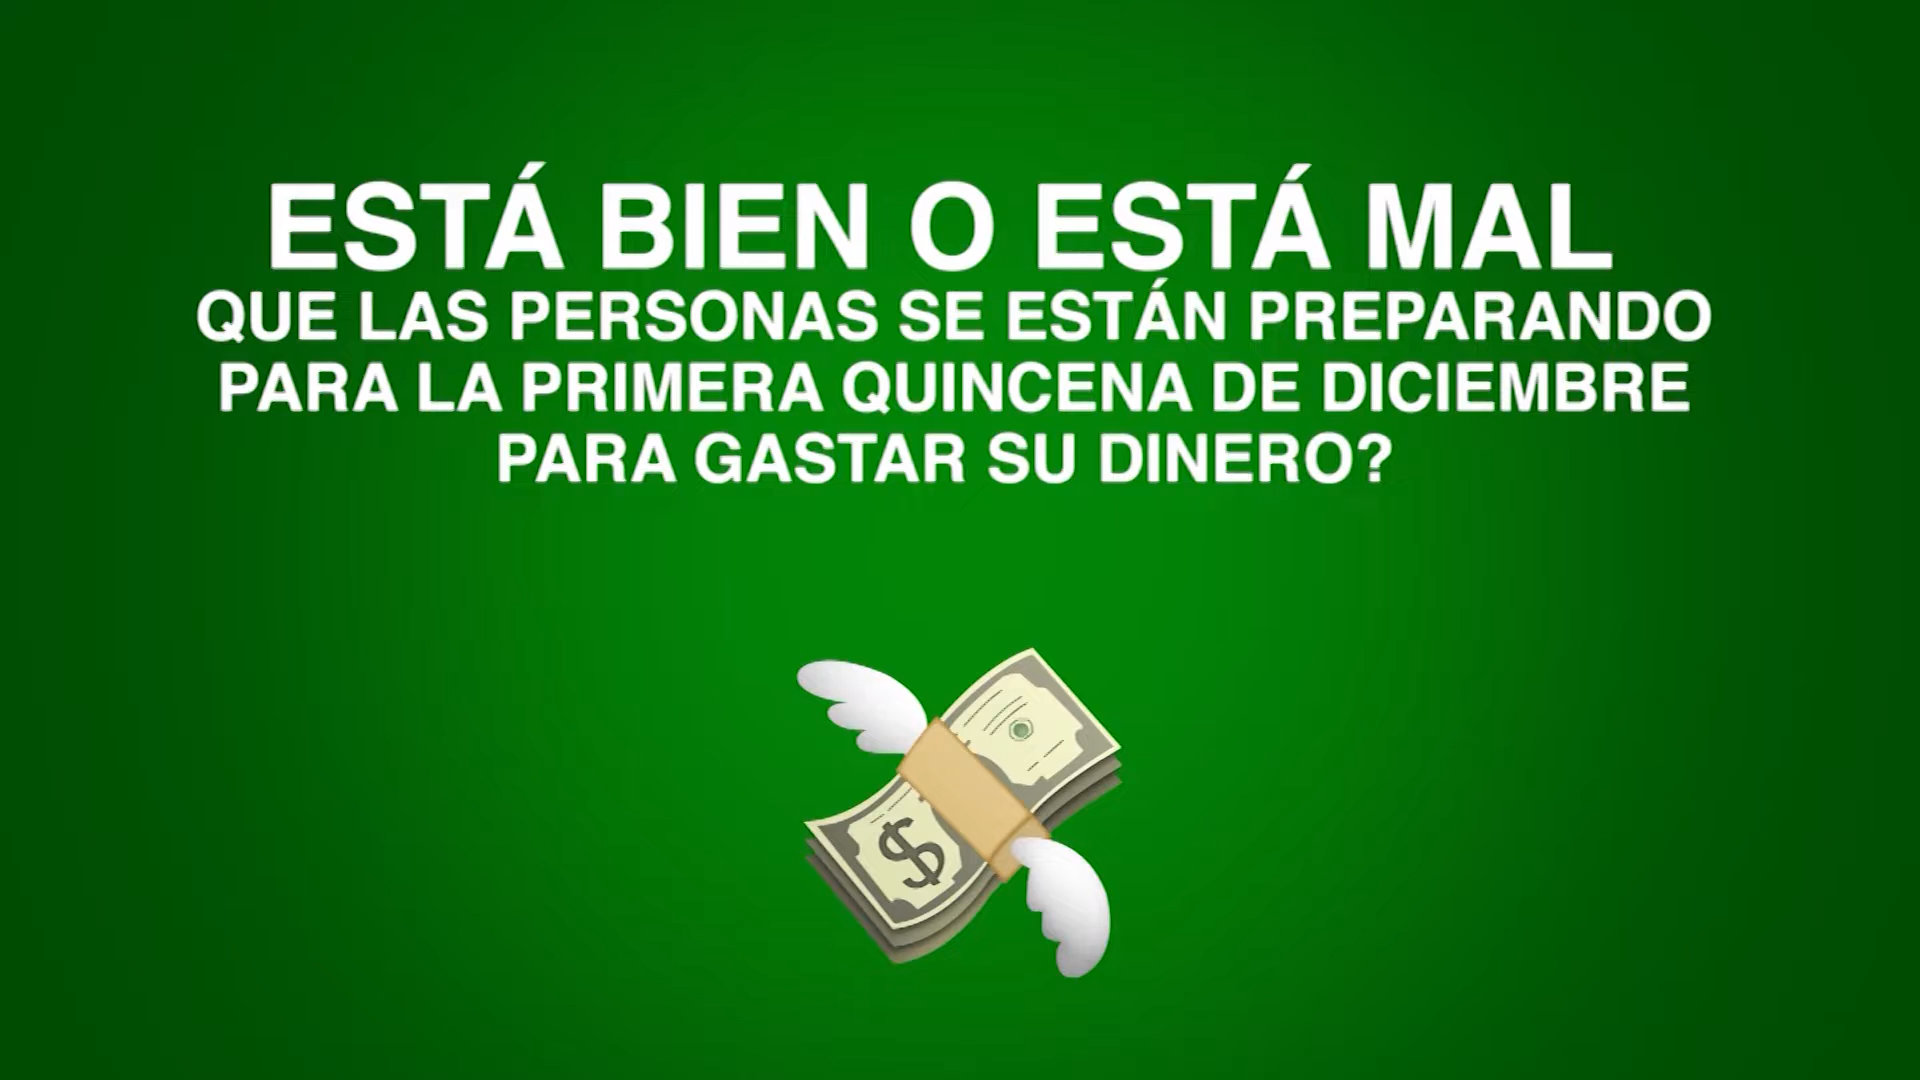 ESTÁ BIEN O ESTÁ MAL
QUE LAS PERSONAS SE ESTÁN PREPARANDO
PARA LA PRIMERA QUINCENA DE DICIEMBRE
PARA GASTAR SU DINERO?
$